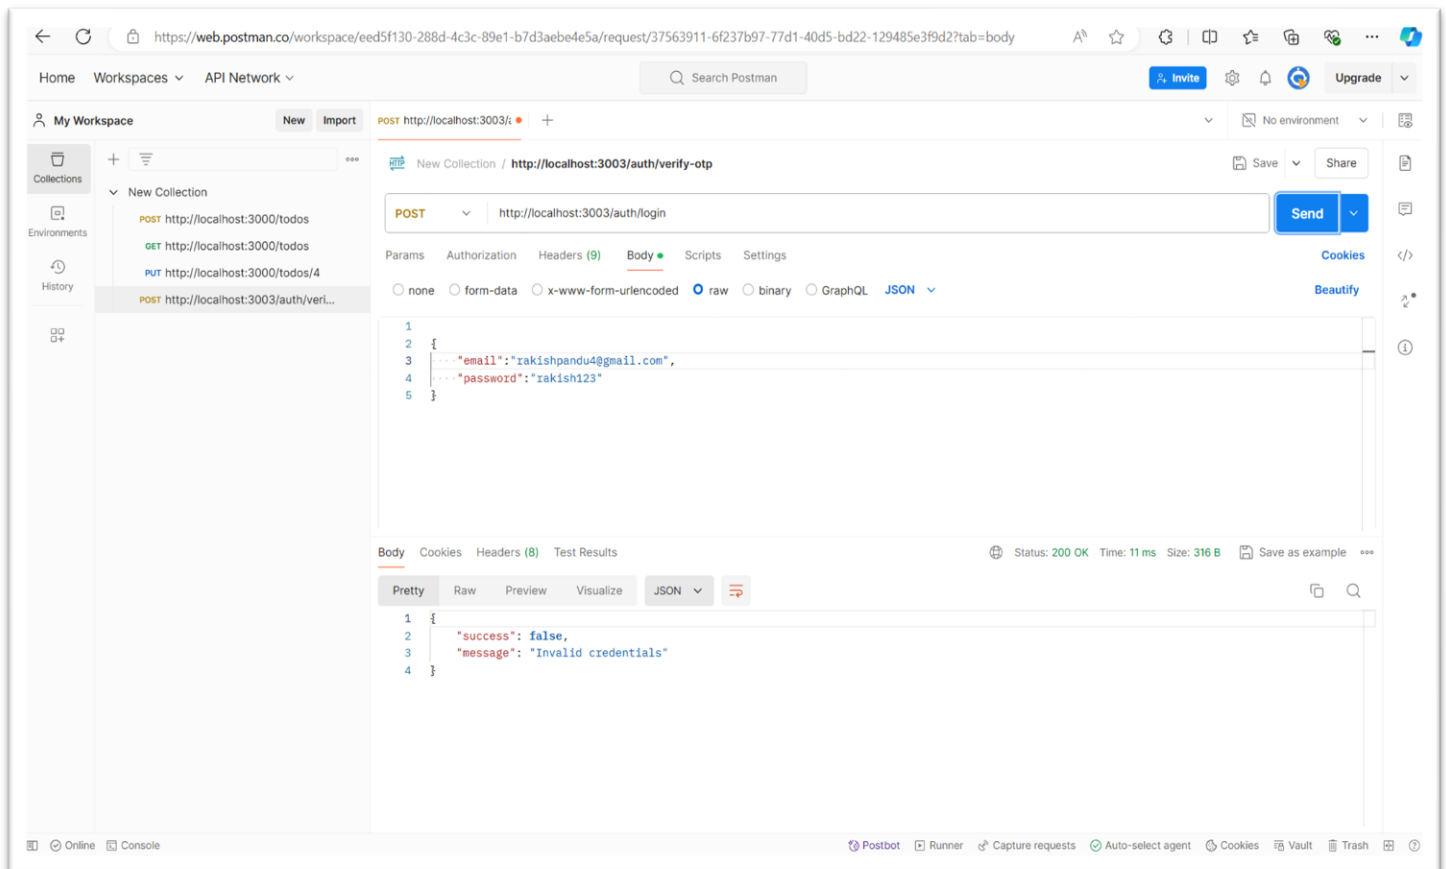 https://web.postman.co/workspace/eed5f130-288d-4c3c-89e1-b7d3aebe4e5a/request/37563911-6f237b97-77d1-40d5-bd22-129485e3f9d2?tab=body
Home Workspaces API Network Search Postman Invite Upgrade
My Workspace New Import POST http://localhost:3003/a No environment
Collections
New Collection / http://localhost:3003/auth/verify-otp Save Share
New Collection
POST http://localhost:3000/todos
GET http://localhost:3000/todos
PUT http://localhost:3000/todos/4
POST http://localhost:3003/auth/veri...
Environments
History
POST http://localhost:3003/auth/login Send
Params Authorization Headers (9) Body Scripts Settings Cookies
none form-data x-www-form-urlencoded raw binary GraphQL JSON Beautify
1
2 {
3 "email":"rakishpandu4@gmail.com",
4 "password":"rakish123"
5 }
Body Cookies Headers (8) Test Results Status: 200 OK Time: 11 ms Size: 316 B Save as example
Pretty Raw Preview Visualize JSON
1 {
2 "success": false,
3 "message": "Invalid credentials"
4 }
Online Console Postbot Runner Capture requests Auto-select agent Cookies Vault Trash